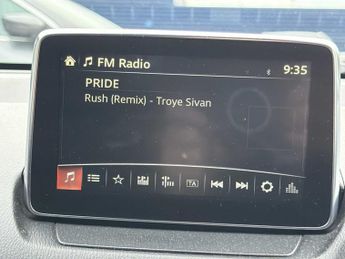 FM Radio 9:35
PRIDE
Rush (Remix) - Troye Sivan
TA